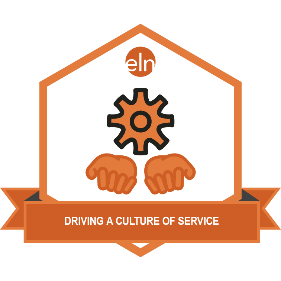 eln
DRIVING A CULTURE OF SERVICE